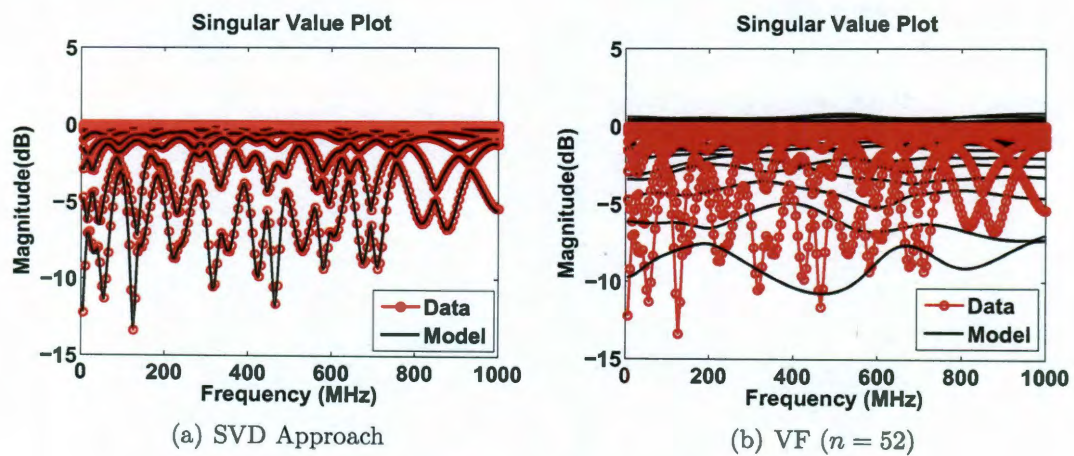 Singular Value Plot
5
0
−5
−10
−15
Magnitude(dB)
0
200
400
600
800
1000
Frequency (MHz)
Data
Model
(a) SVD Approach
Singular Value Plot
5
0
−5
−10
−15
Magnitude(dB)
0
200
400
600
800
1000
Frequency (MHz)
Data
Model
(b) VF (n = 52)